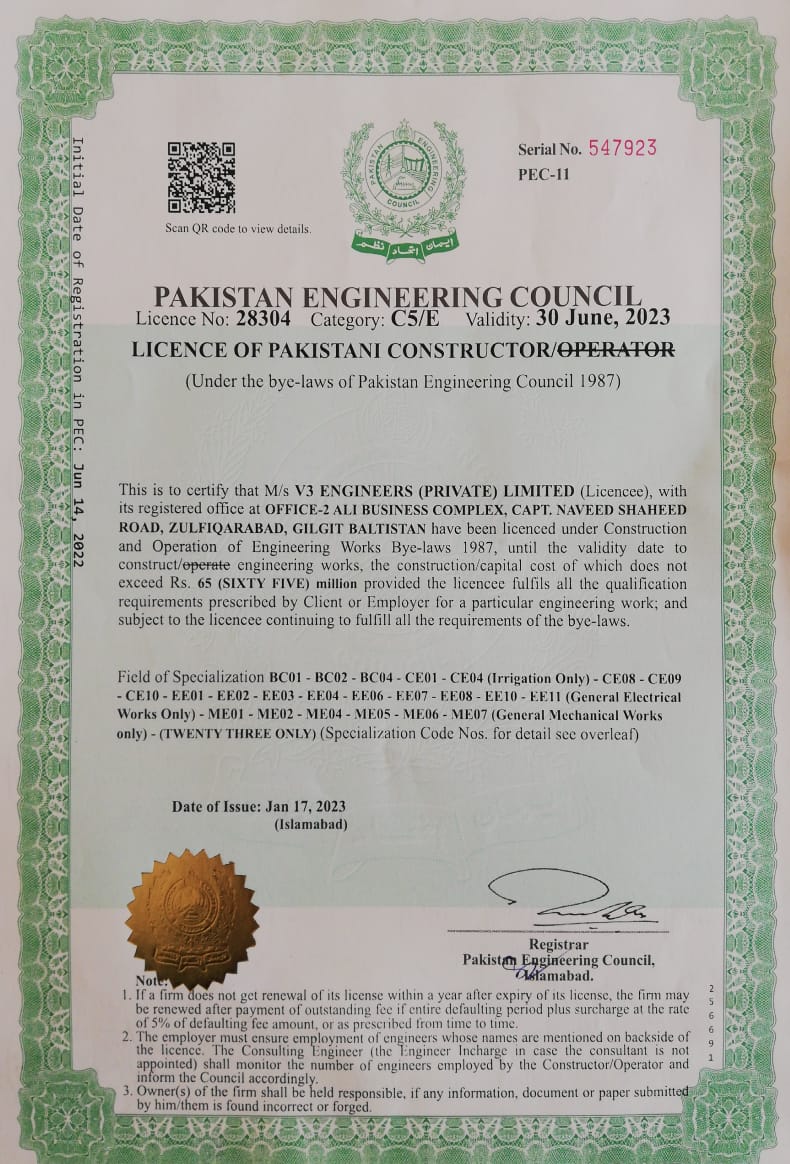 Serial No. 547923
PEC-11
PAKISTAN ENGINEERING COUNCIL
ایمان اتحاد نظم
Scan QR code to view details.
Initial Date of Registration in PEC: Jun 14, 2022
PAKISTAN ENGINEERING COUNCIL
Licence No: 28304 Category: C5/E Validity: 30 June, 2023
LICENCE OF PAKISTANI CONSTRUCTOR/OPERATOR
(Under the bye-laws of Pakistan Engineering Council 1987)
This is to certify that M/s V3 ENGINEERS (PRIVATE) LIMITED (Licencee), with
its registered office at OFFICE-2 ALI BUSINESS COMPLEX, CAPT. NAVEED SHAHEED
ROAD, ZULFIQARABAD, GILGIT BALTISTAN have been licenced under Construction
and Operation of Engineering Works Bye-laws 1987, until the validity date to
construct/operate engineering works, the construction/capital cost of which does not
exceed Rs. 65 (SIXTY FIVE) million provided the licencee fulfils all the qualification
requirements prescribed by Client or Employer for a particular engineering work; and
subject to the licencee continuing to fulfill all the requirements of the bye-laws.
Field of Specialization BC01 - BC02 - BC04 - CE01 - CE04 (Irrigation Only) - CE08 - CE09
- CE10 - EE01 - EE02 - EE03 - EE04 - EE06 - EE07 - EE08 - EE10 - EE11 (General Electrical
Works Only) - ME01 - ME02 - ME04 - ME05 - ME06 - ME07 (General Mechanical Works
only) - (TWENTY THREE ONLY) (Specialization Code Nos. for detail see overleaf)
Date of Issue: Jan 17, 2023
(Islamabad)
Registrar
Pakistan Engineering Council,
Islamabad.
Note:
1. If a firm does not get renewal of its license within a year after expiry of its license, the firm may
be renewed after payment of outstanding fee if entire defaulting period plus surcharge at the rate
of 5% of defaulting fee amount, or as prescribed from time to time.
2. The employer must ensure employment of engineers whose names are mentioned on backside of
the licence. The Consulting Engineer (the Engineer Incharge in case the consultant is not
appointed) shall monitor the number of engineers employed by the Constructor/Operator and
inform the Council accordingly.
3. Owner(s) of the firm shall be held responsible, if any information, document or paper submitted
by him/them is found incorrect or forged.
256691